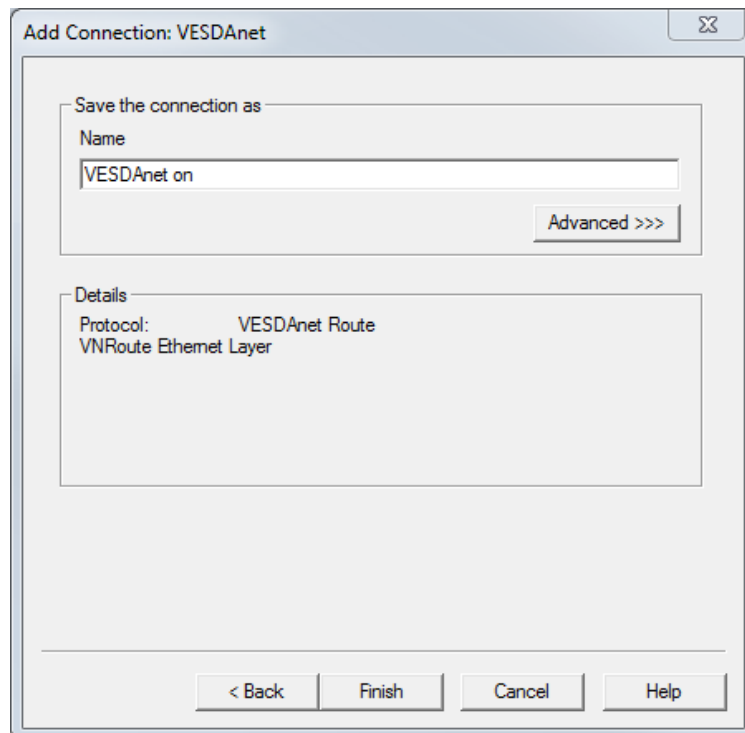 Add Connection: VESDAnet
Save the connection as
Name
VESDAnet on
Advanced >>>
Details
Protocol: VESDAnet Route
VNRoute Ethernet Layer
< Back Finish Cancel Help